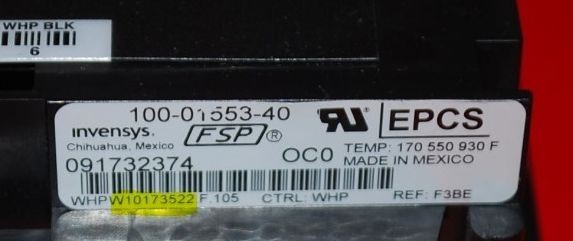 WHP BLK
6
100-01553-40
invensys. FSP® RU EPCS
Chihuahua, Mexico
TEMP: 170 550 930 F
091732374 OC0 MADE IN MEXICO
WHPW10173522 F.105 CTRL: WHP REF: F3BE